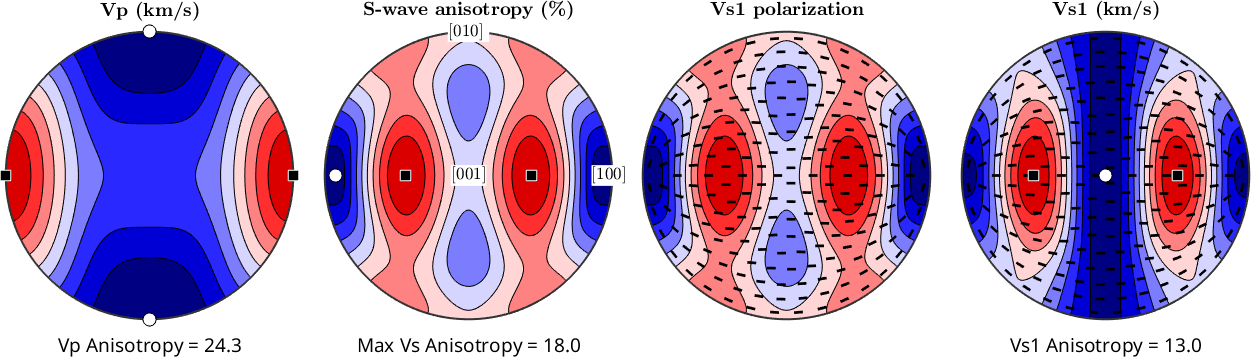 Vp (km/s)
S-wave anisotropy (%)
Vs1 polarization
Vs1 (km/s)
[010]
[001]
[100]
Vp Anisotropy = 24.3
Max Vs Anisotropy = 18.0
Vs1 Anisotropy = 13.0